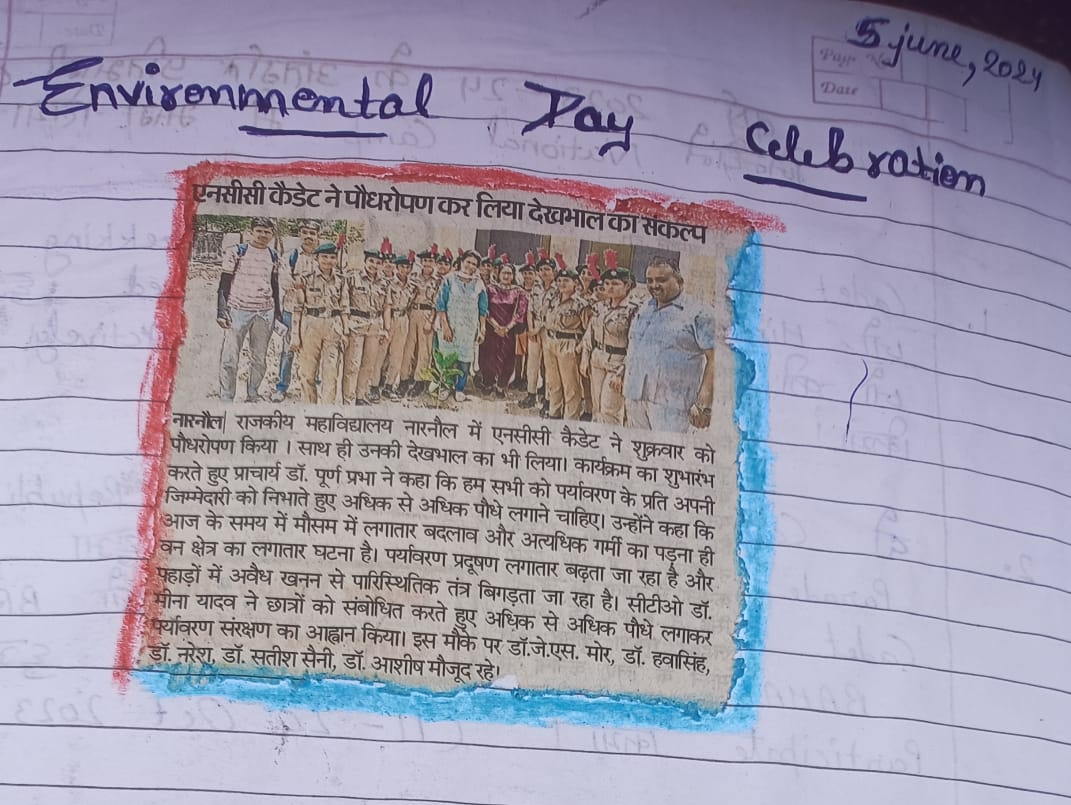 5 june, 2024
Page No
Date
Environmental Day Celebration
एनसीसी कैडेट ने पौधरोपण कर लिया देखभाल का संकल्प
नारनौल| राजकीय महाविद्यालय नारनौल में एनसीसी कैडेट ने शुक्रवार को
पौधरोपण किया । साथ ही उनकी देखभाल का भी लिया। कार्यक्रम का शुभारंभ
करते हुए प्राचार्य डॉ. पूर्ण प्रभा ने कहा कि हम सभी को पर्यावरण के प्रति अपनी
जिम्मेदारी को निभाते हुए अधिक से अधिक पौधे लगाने चाहिए। उन्होंने कहा कि
आज के समय में मौसम में लगातार बदलाव और अत्यधिक गर्मी का पड़ना ही
वन क्षेत्र का लगातार घटना है। पर्यावरण प्रदूषण लगातार बढ़ता जा रहा है और
पहाड़ों में अवैध खनन से पारिस्थितिक तंत्र बिगड़ता जा रहा है। सीटीओ डॉ.
मीना यादव ने छात्रों को संबोधित करते हुए अधिक से अधिक पौधे लगाकर
पर्यावरण संरक्षण का आह्वान किया। इस मौके पर डॉ.जे.एस. मोर, डॉ. हवासिंह,
डॉ. नरेश, डॉ. सतीश सैनी, डॉ. आशीष मौजूद रहे।